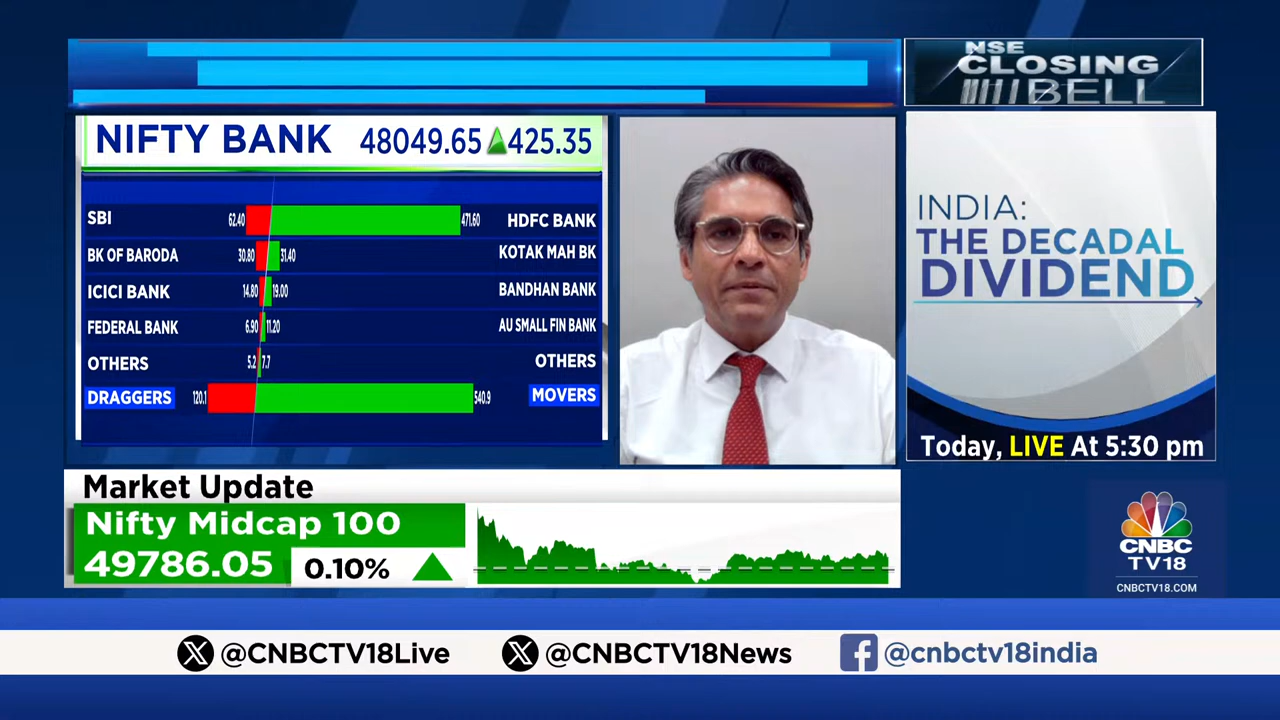 NSE
CLOSING
BELL
NIFTY BANK 48049.65 425.35
SBI 62.40 471.60 HDFC BANK
BK OF BARODA 30.80 31.40 KOTAK MAH BK
ICICI BANK 14.80 19.00 BANDHAN BANK
FEDERAL BANK 6.90 11.20 AU SMALL FIN BANK
OTHERS 5.2 7.7 OTHERS
DRAGGERS 120.1 540.9 MOVERS
INDIA:
THE DECADAL
DIVIDEND
Today, LIVE At 5:30 pm
Market Update
Nifty Midcap 100
49786.05 0.10%
CNBC
TV18
CNBCTV18.COM
@CNBCTV18Live @CNBCTV18News @cnbctv18india